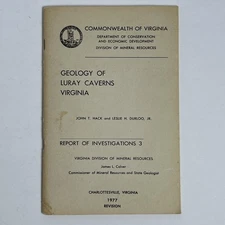 COMMONWEALTH OF VIRGINIA
DEPARTMENT OF CONSERVATION
AND ECONOMIC DEVELOPMENT
DIVISION OF MINERAL RESOURCES
GEOLOGY OF
LURAY CAVERNS
VIRGINIA
JOHN T. HACK and LESLIE H. DURLOO, JR.
REPORT OF INVESTIGATIONS 3
VIRGINIA DIVISION OF MINERAL RESOURCES
James L. Calver
Commissioner of Mineral Resources and State Geologist
CHARLOTTESVILLE, VIRGINIA
1977
REVISION